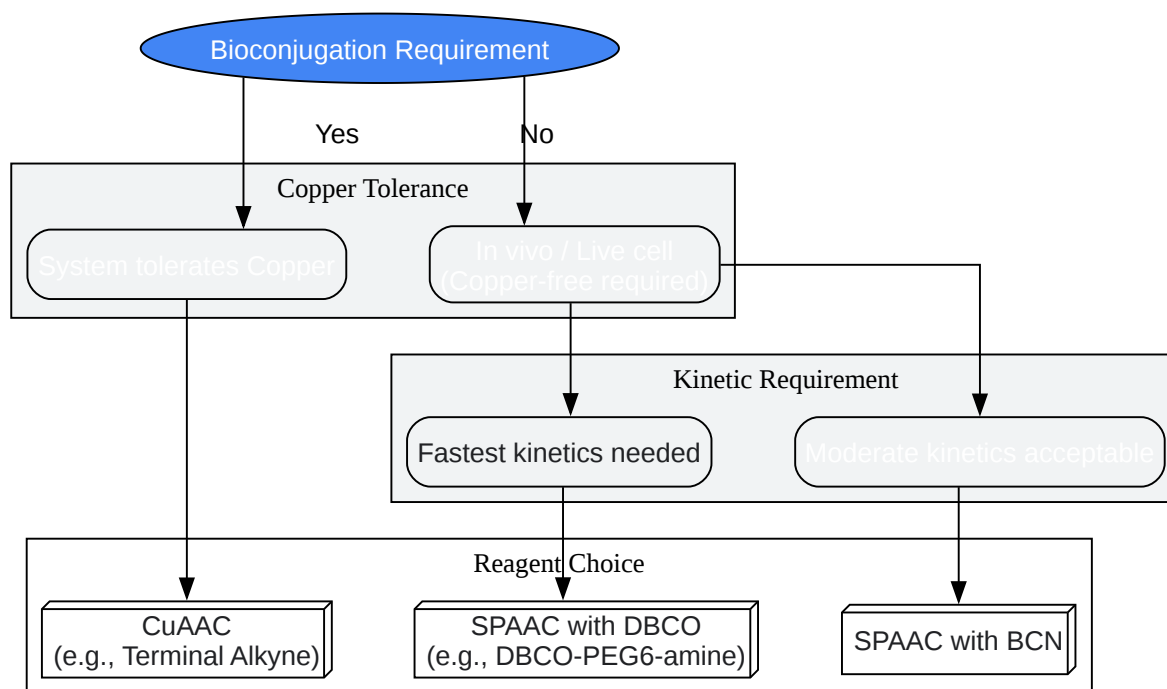 Bioconjugation Requirement
Yes
No
Copper Tolerance
System tolerates Copper
In vivo / Live cell
(Copper-free required)
Kinetic Requirement
Fastest kinetics needed
Moderate kinetics acceptable
Reagent Choice
CuAAC
(e.g., Terminal Alkyne)
SPAAC with DBCO
(e.g., DBCO-PEG6-amine)
SPAAC with BCN